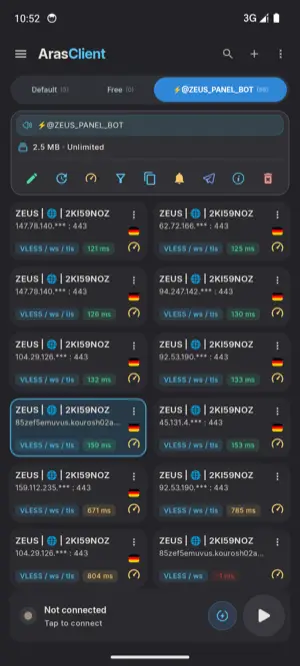 10:52
3G
ArasClient
Default (0)
Free (0)
⚡@ZEUS_PANEL_BOT
⚡@ZEUS_PANEL_BOT
2.5 MB · Unlimited
ZEUS | 🌐 | 2KI59NOZ
147.78.140.*** : 443
VLESS / ws / tls
121 ms
ZEUS | 🌐 | 2KI59NOZ
62.72.166.*** : 443
VLESS / ws / tls
125 ms
ZEUS | 🌐 | 2KI59NOZ
147.78.140.*** : 443
VLESS / ws / tls
126 ms
ZEUS | 🌐 | 2KI59NOZ
94.247.142.*** : 443
VLESS / ws / tls
130 ms
ZEUS | 🌐 | 2KI59NOZ
104.29.126.*** : 443
VLESS / ws / tls
132 ms
ZEUS | 🌐 | 2KI59NOZ
92.53.190.*** : 443
VLESS / ws / tls
133 ms
ZEUS | 🌐 | 2KI59NOZ
85zef5emuvus.kourosh02a...
VLESS / ws / tls
150 ms
ZEUS | 🌐 | 2KI59NOZ
45.131.4.*** : 443
VLESS / ws / tls
153 ms
ZEUS | 🌐 | 2KI59NOZ
159.112.235.*** : 443
VLESS / ws / tls
671 ms
ZEUS | 🌐 | 2KI59NOZ
92.53.190.*** : 443
VLESS / ws / tls
785 ms
ZEUS | 🌐 | 2KI59NOZ
104.29.126.*** : 443
VLESS / ws / tls
804 ms
ZEUS | 🌐 | 2KI59NOZ
85zef5emuvus.kourosh02a...
VLESS / ws
-1 ms
Not connected
Tap to connect